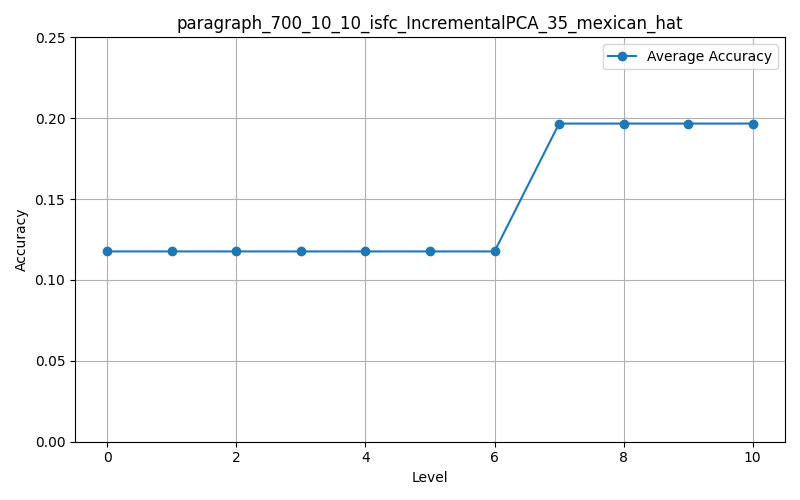 paragraph_700_10_10_isfc_IncrementalPCA_35_mexican_hat
Average Accuracy
0.25
0.20
0.15
0.10
0.05
0.00
Accuracy
0 2 4 6 8 10
Level